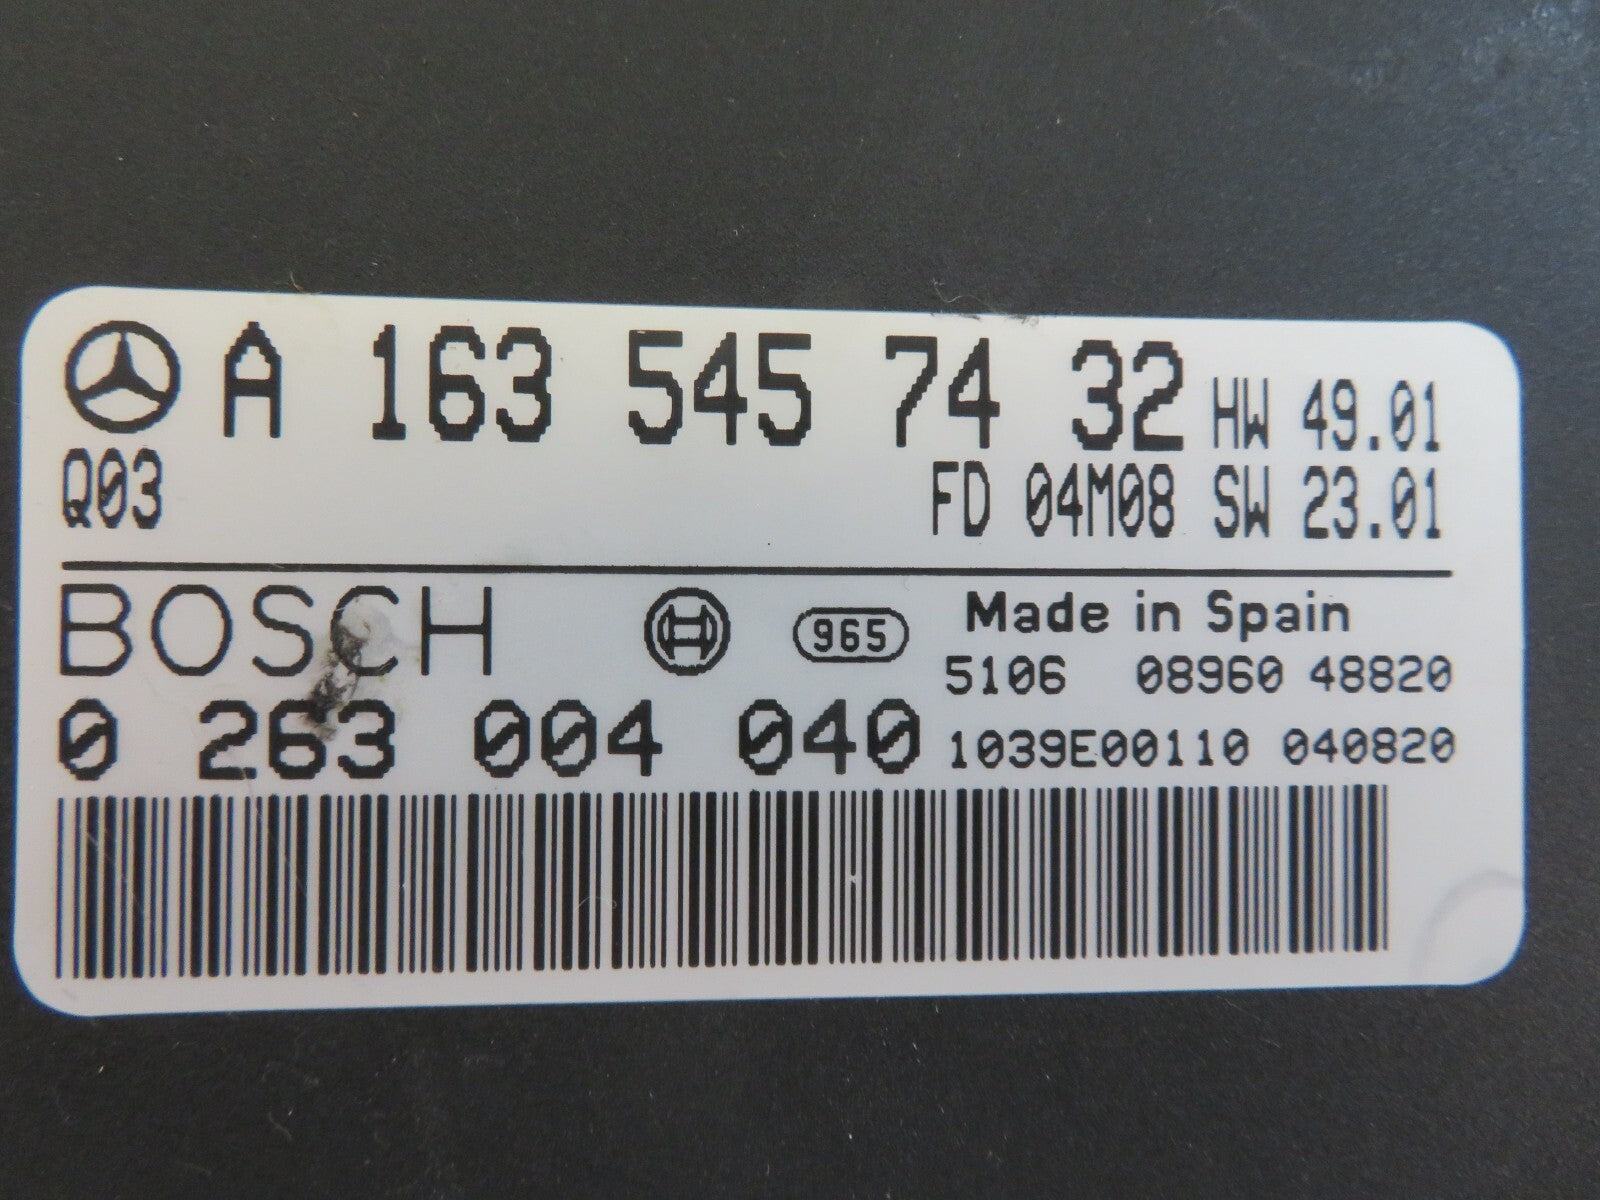 A 163 545 74 32 HW 49.01
Q03 FD 04M08 SW 23.01
BOSCH 965 Made in Spain
5106 08960 48820
0 263 004 040 1039E00110 040820